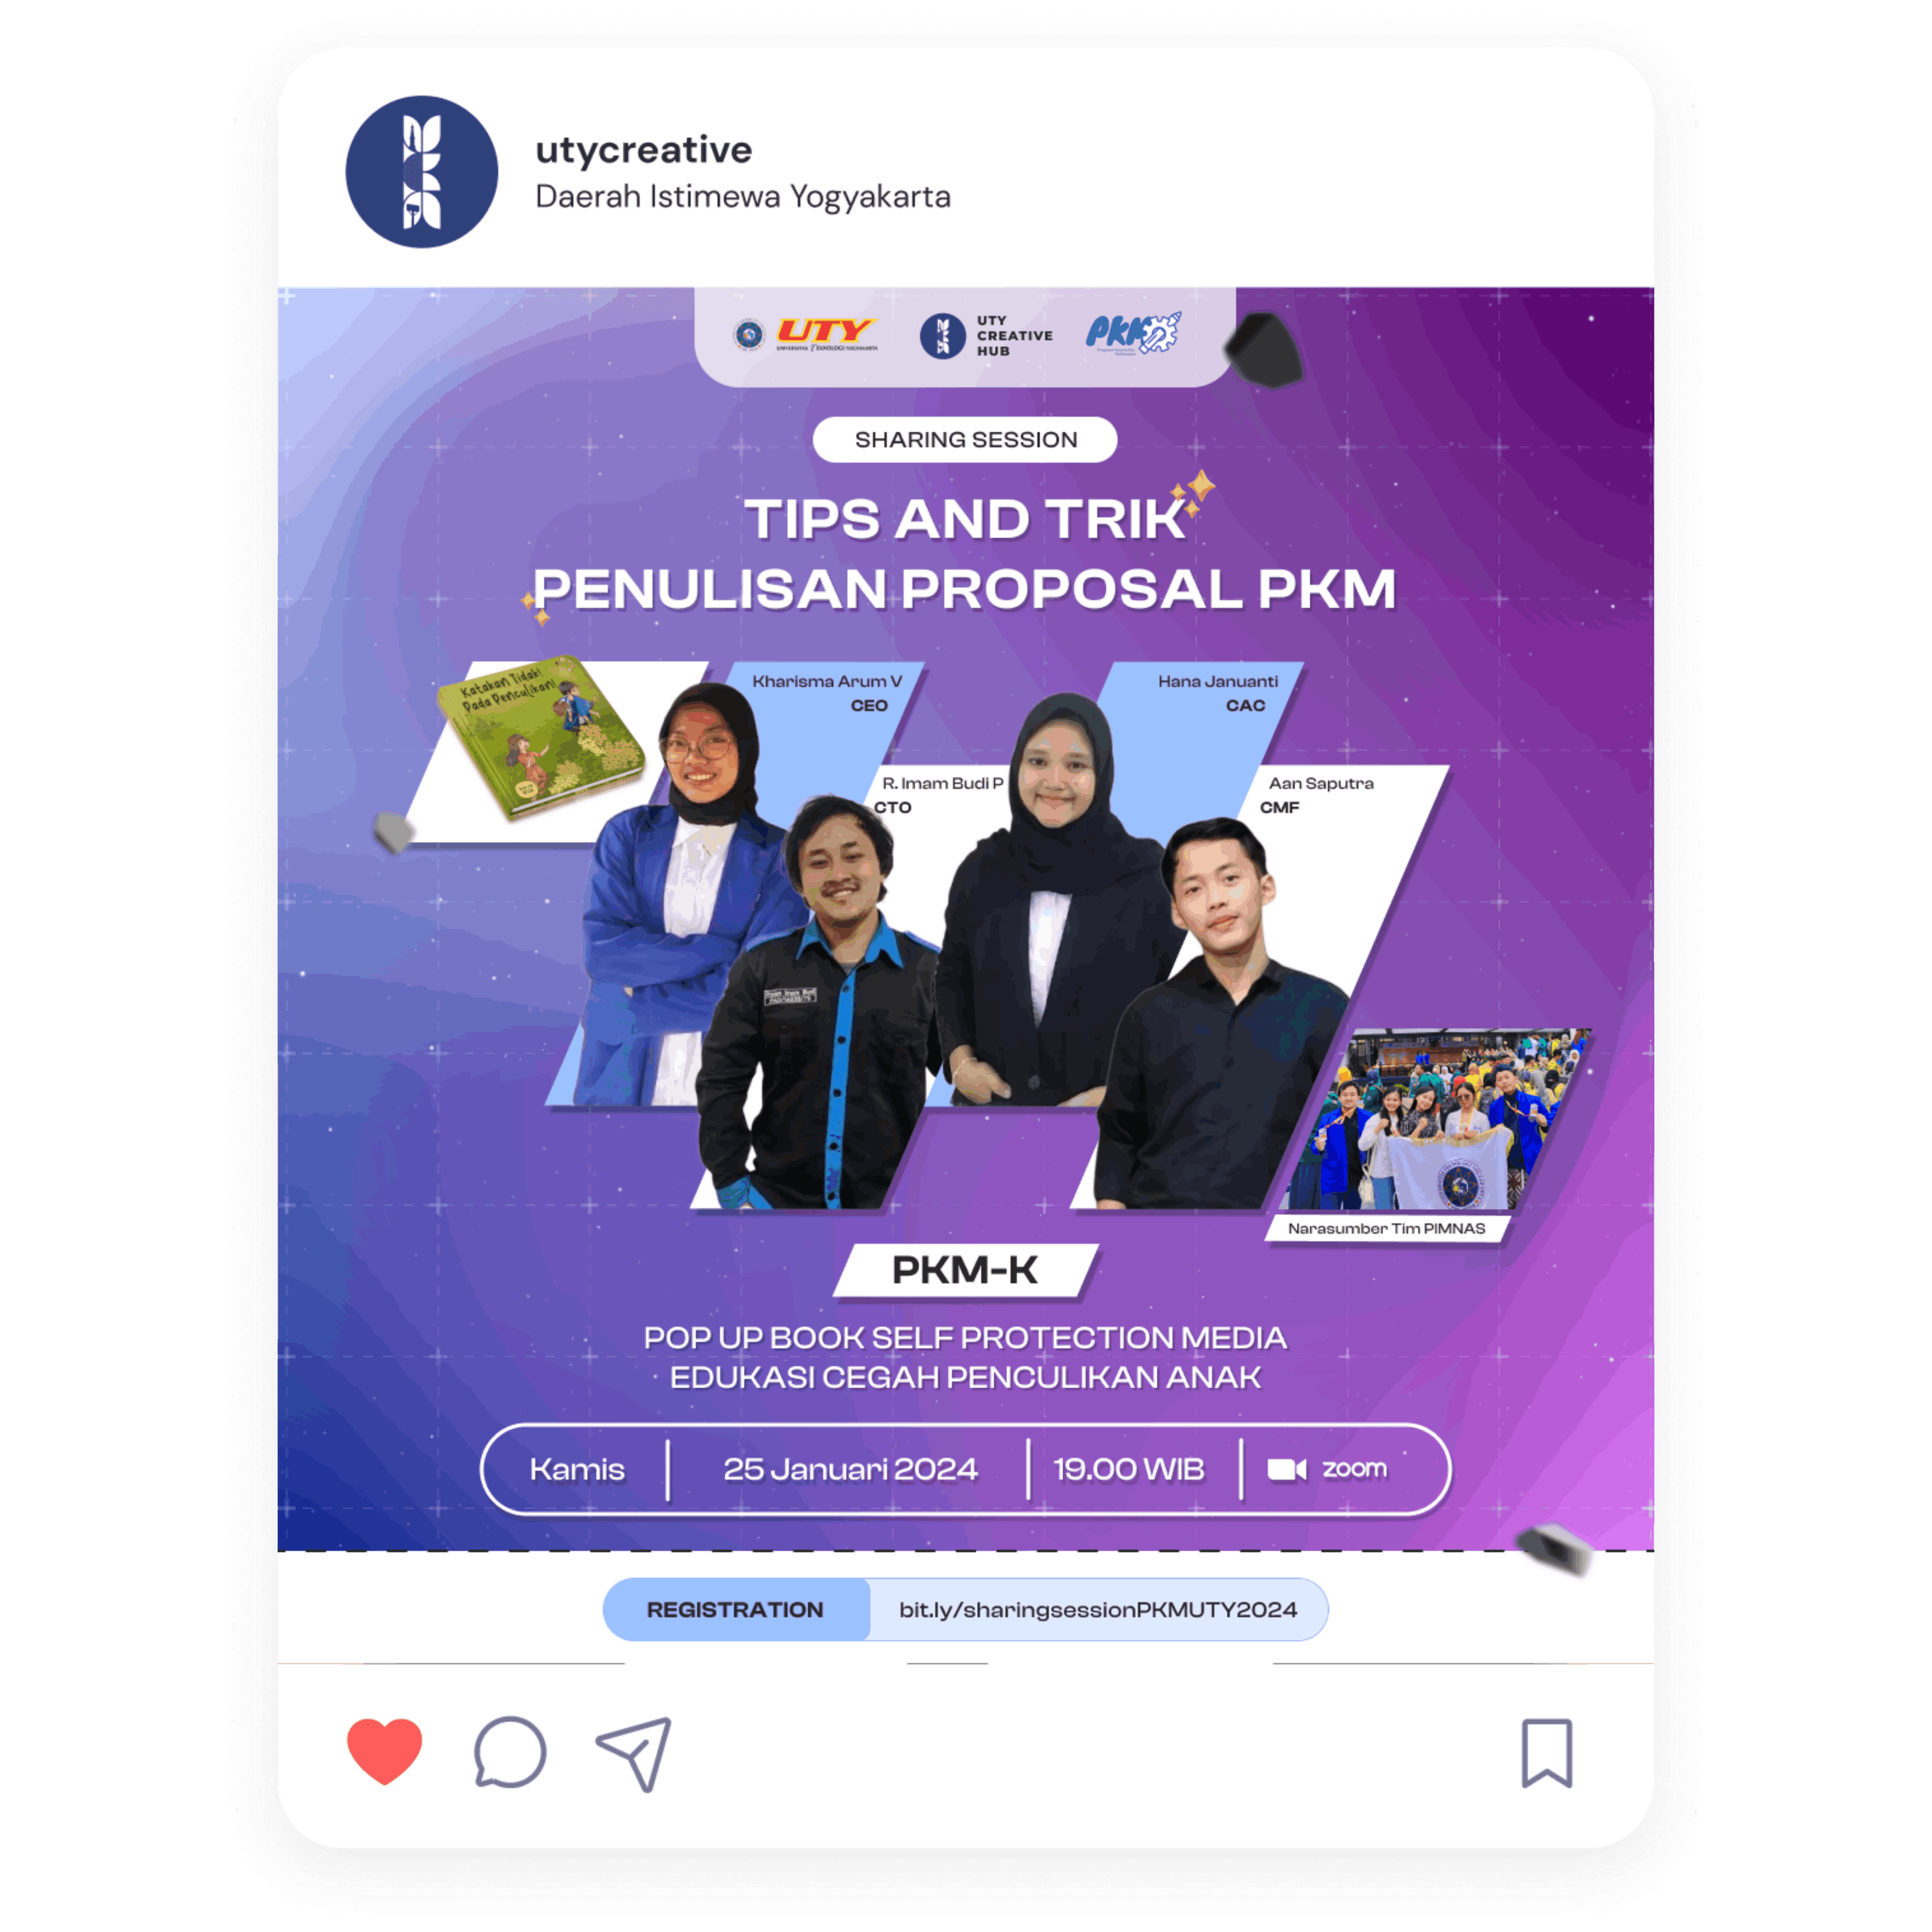 utycreative
Daerah Istimewa Yogyakarta
UTY
UNIVERSITAS TEKNOLOGI YOGYAKARTA
UTY
CREATIVE
HUB
PKM
SHARING SESSION
TIPS AND TRIK
PENULISAN PROPOSAL PKM
Katakan Tidak!
Pada Penculikan!
Kharisma Arum V
CEO
R. Imam Budi P
CTO
Hana Januanti
CAC
Aan Saputra
CMF
Narasumber Tim PIMNAS
PKM-K
POP UP BOOK SELF PROTECTION MEDIA
EDUKASI CEGAH PENCULIKAN ANAK
Kamis
25 Januari 2024
19.00 WIB
zoom
REGISTRATION
bit.ly/sharingsessionPKMUTY2024